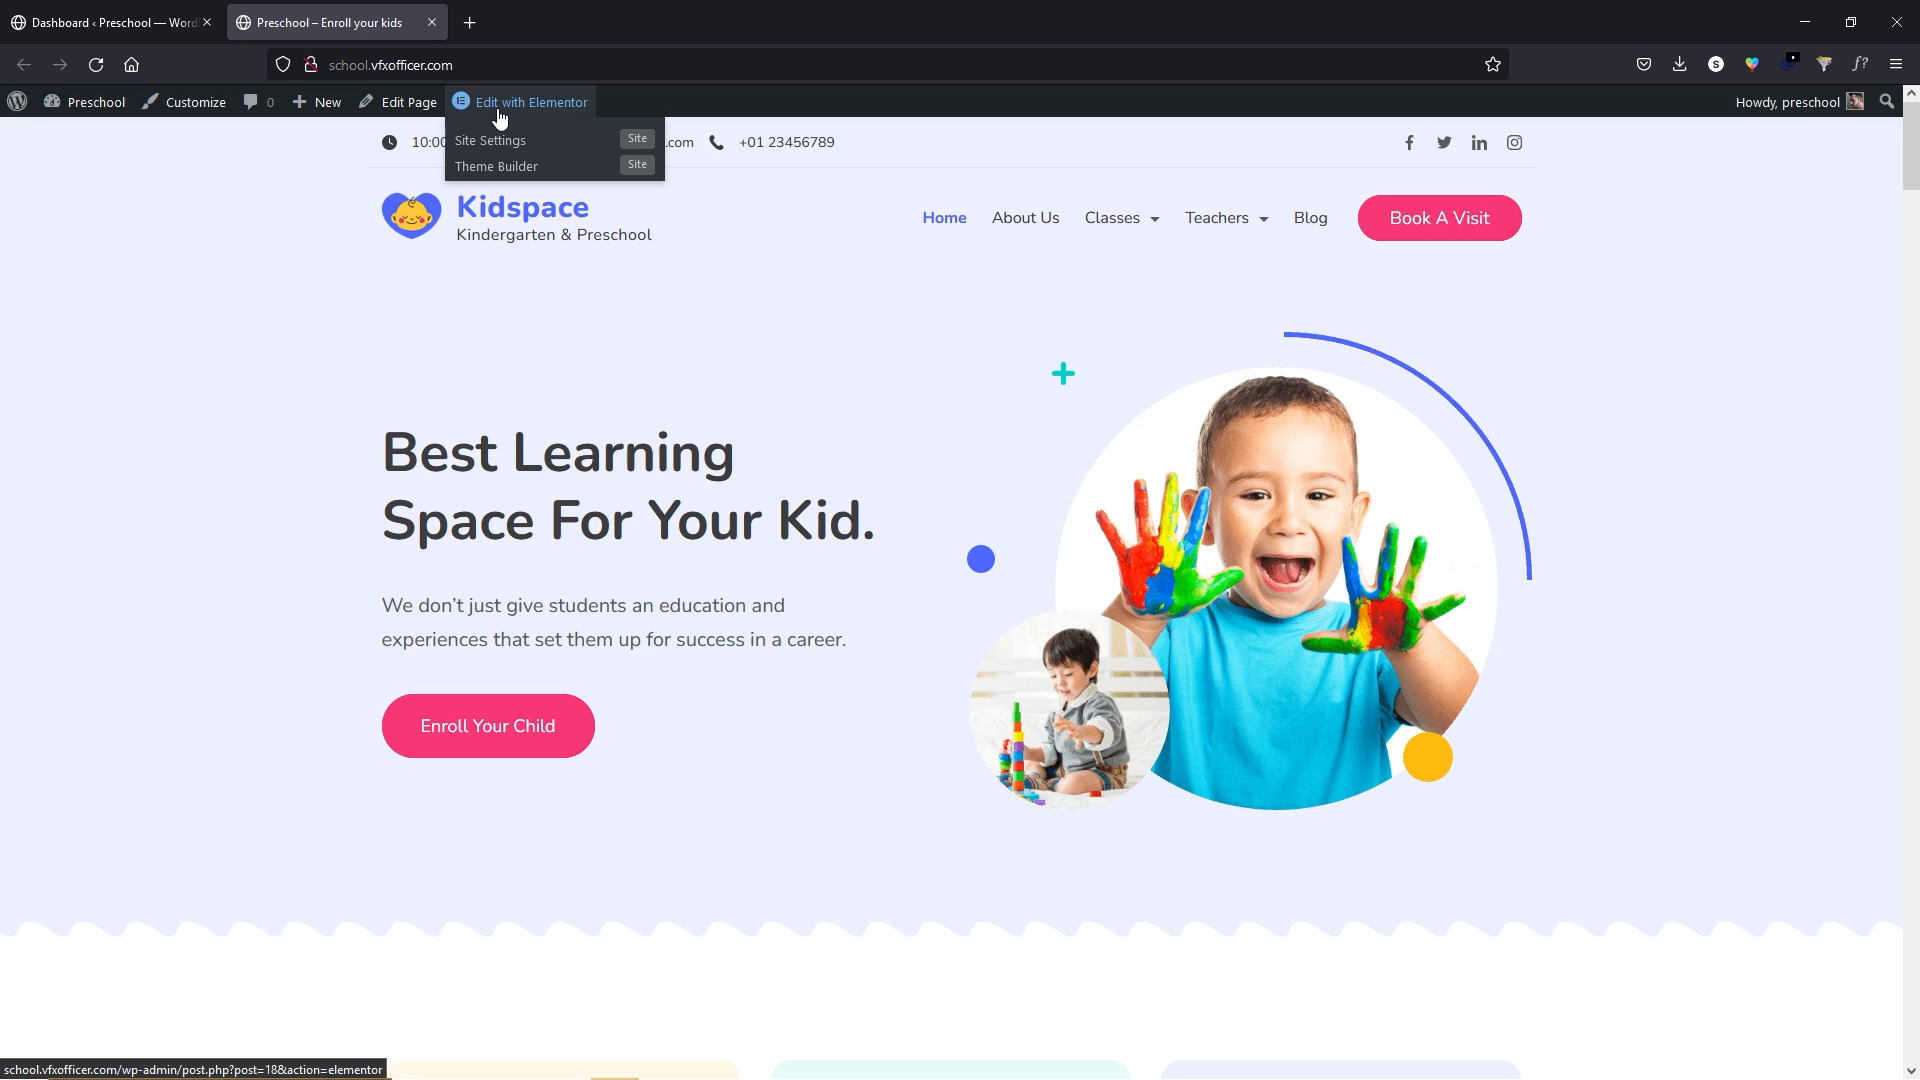 Dashboard ‹ Preschool — Word
Preschool – Enroll your kids
school.vfxofficer.com
Preschool
Customize
0
New
Edit Page
Edit with Elementor
Howdy, preschool
Site Settings
Site
Theme Builder
Site
10:00
.com
+01 23456789
Kidspace
Kindergarten & Preschool
Home
About Us
Classes
Teachers
Blog
Book A Visit
Best Learning
Space For Your Kid.
We don’t just give students an education and
experiences that set them up for success in a career.
Enroll Your Child
school.vfxofficer.com/wp-admin/post.php?post=18&action=elementor